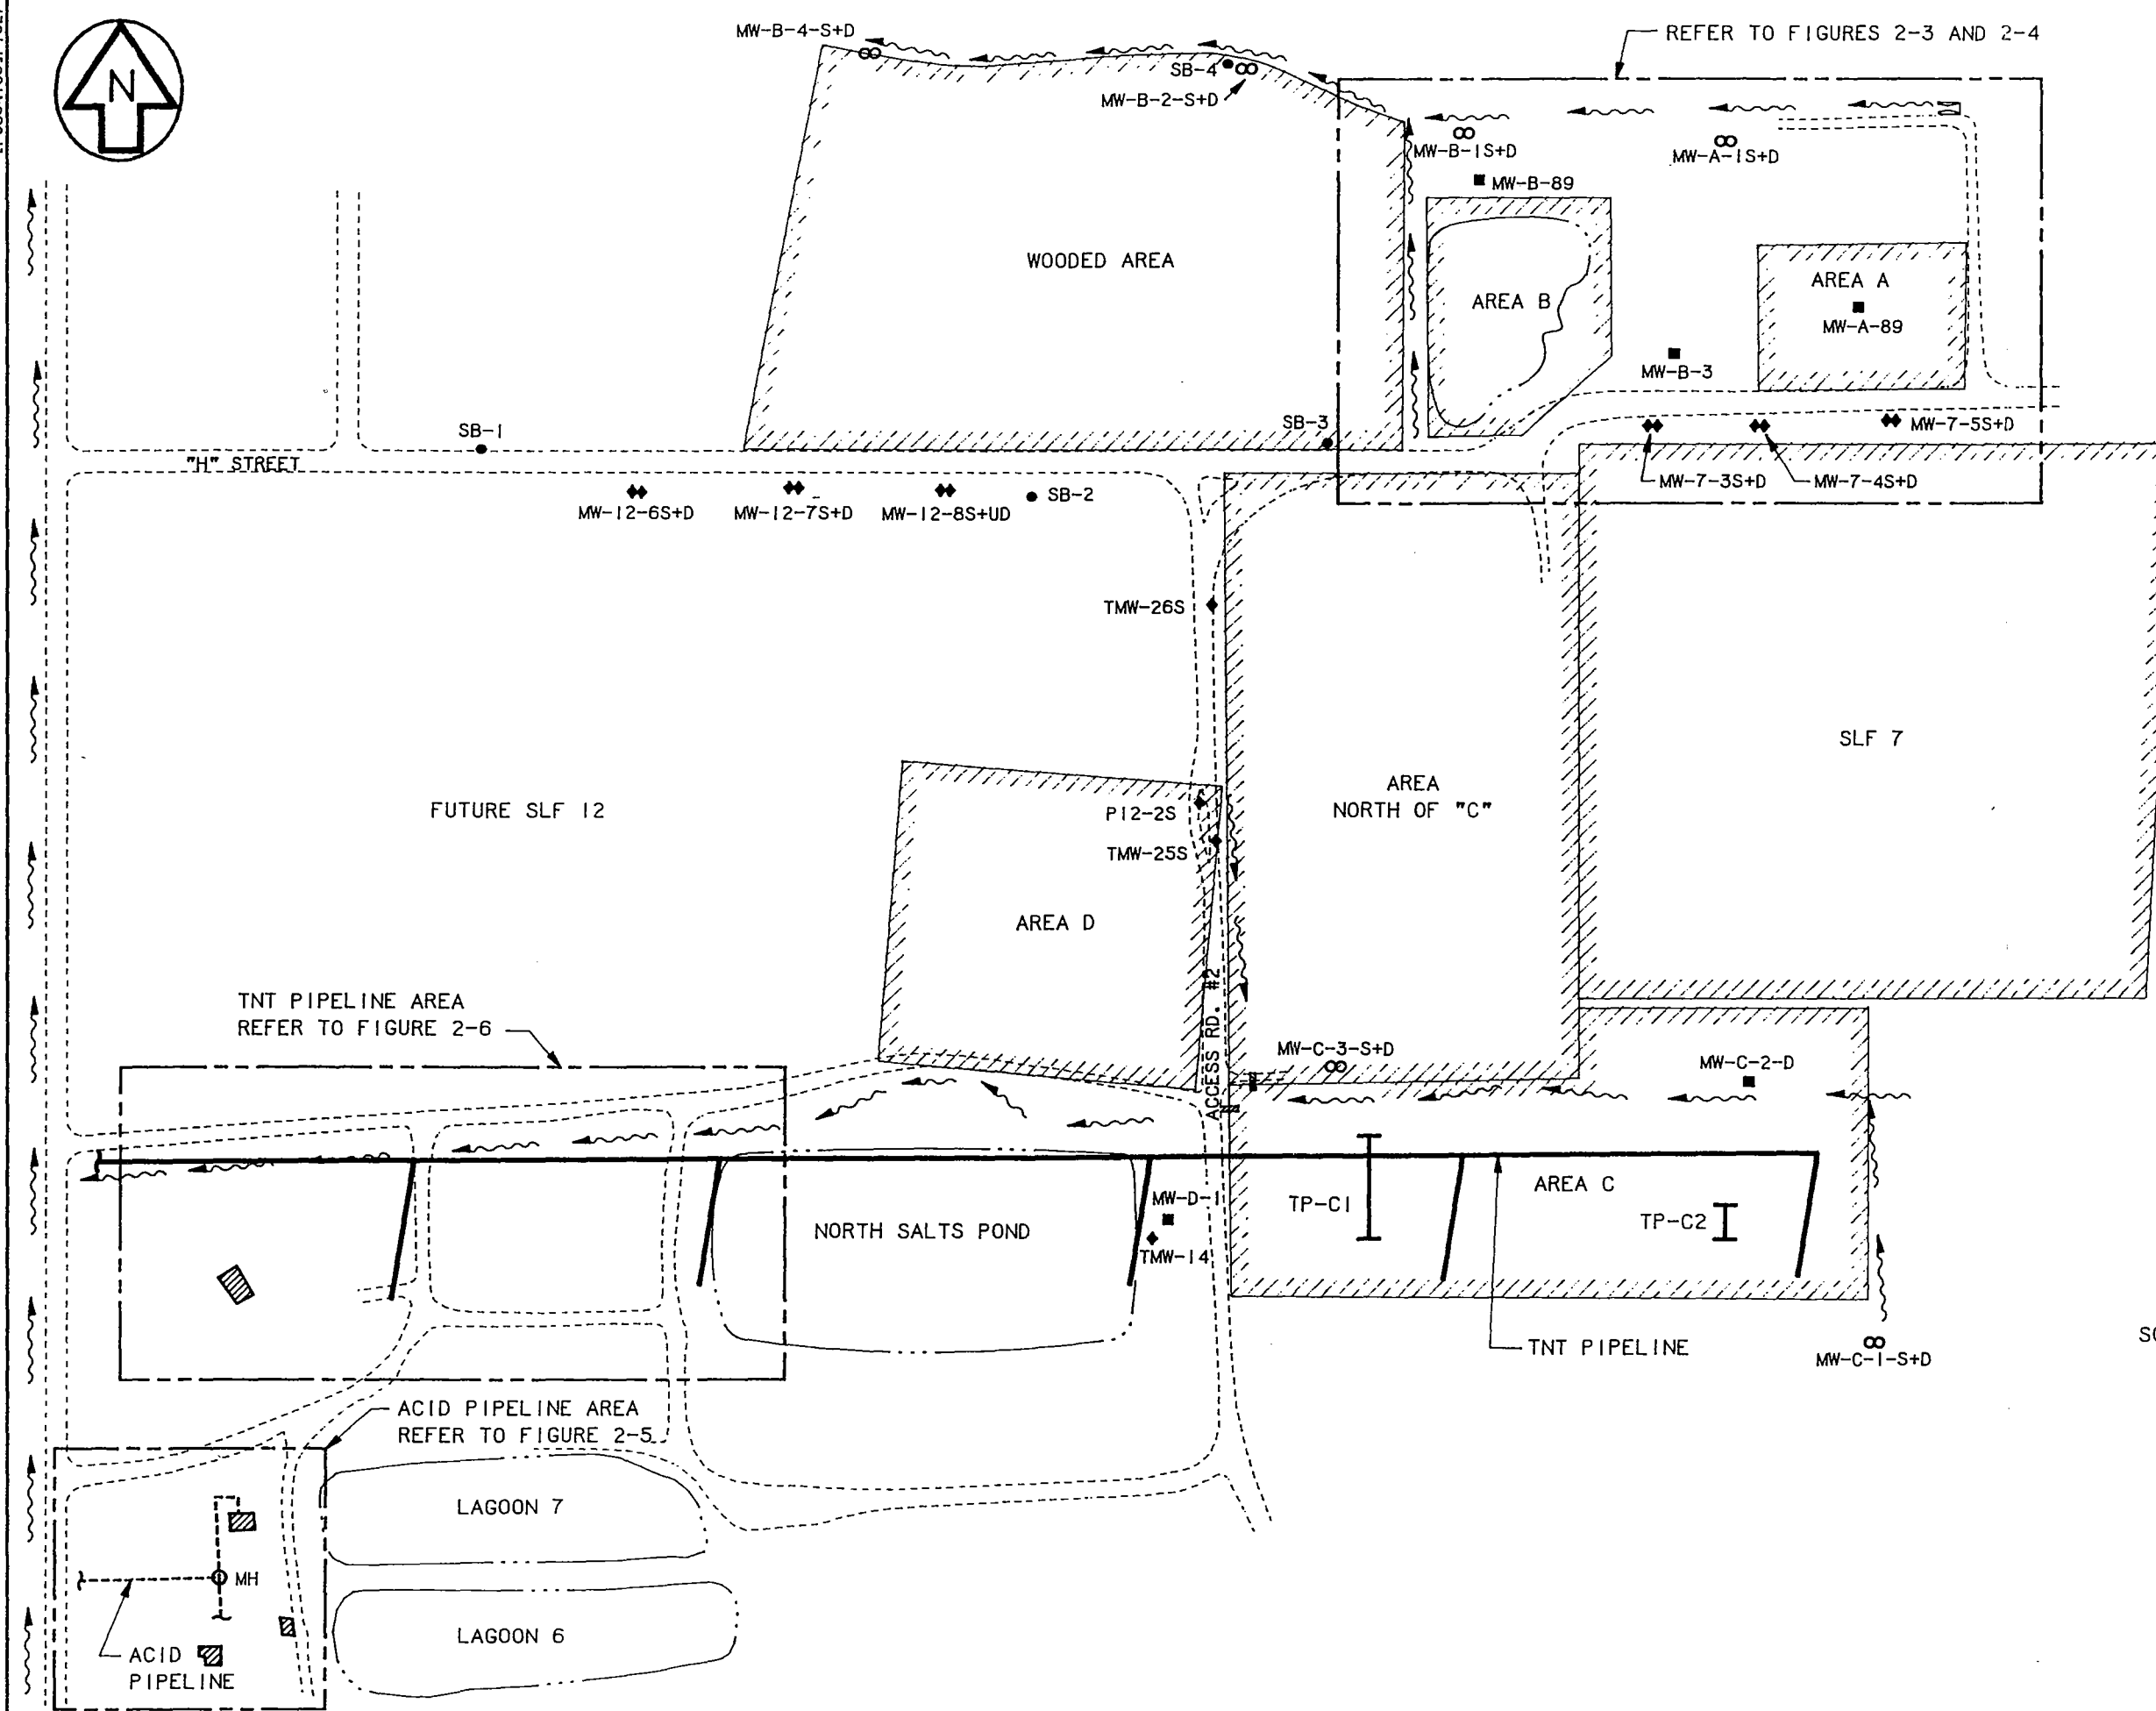 N
MW-B-4-S+D
REFER TO FIGURES 2-3 AND 2-4
SB-4
MW-B-2-S+D
MW-B-1S+D
MW-A-1S+D
MW-B-89
WOODED AREA
AREA B
AREA A
MW-A-89
MW-B-3
SB-1
SB-3
MW-7-5S+D
"H" STREET
MW-7-3S+D
MW-7-4S+D
SB-2
MW-12-6S+D
MW-12-7S+D
MW-12-8S+UD
TMW-26S
SLF 7
AREA
NORTH OF "C"
FUTURE SLF 12
P12-2S
TMW-25S
AREA D
ACCESS RD. #2
TNT PIPELINE AREA
REFER TO FIGURE 2-6
MW-C-3-S+D
MW-C-2-D
AREA C
MW-D-1
TP-C1
TP-C2
NORTH SALTS POND
TMW-14
TNT PIPELINE
MW-C-1-S+D
ACID PIPELINE AREA
REFER TO FIGURE 2-5
LAGOON 7
MH
LAGOON 6
ACID
PIPELINE